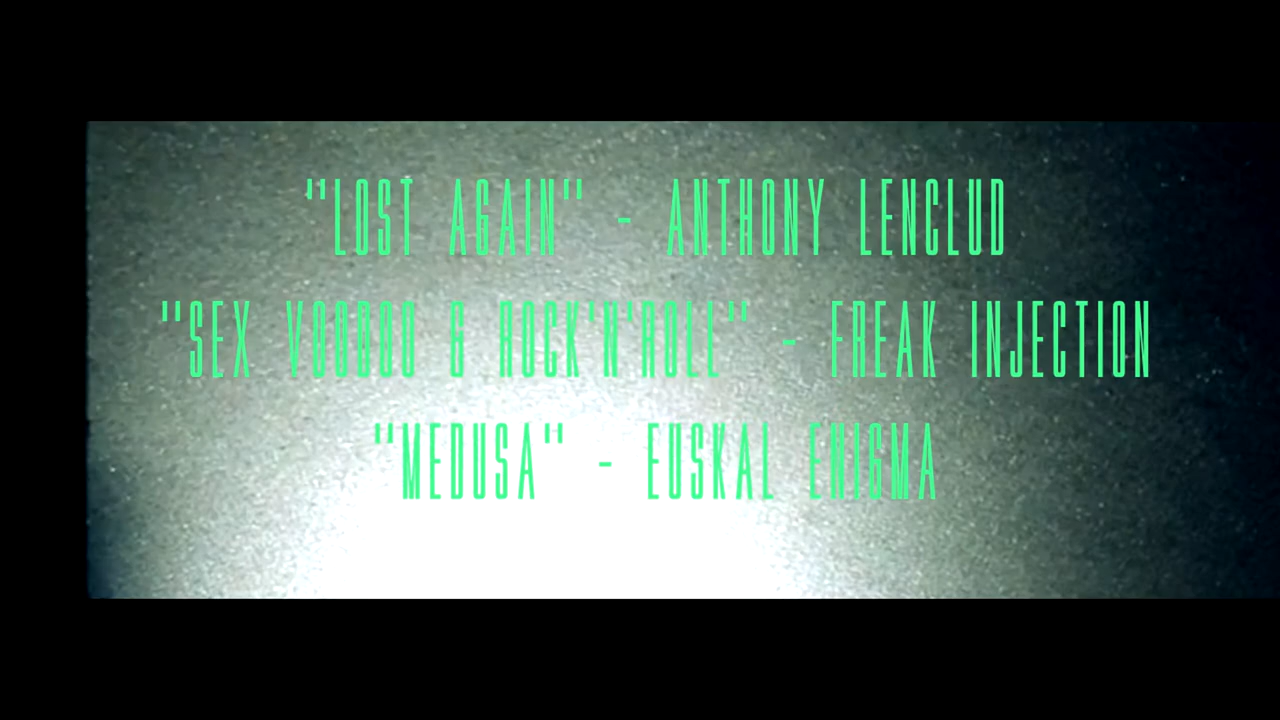 "LOST AGAIN" - ANTHONY LENCLUD
"SEX VOODOO & ROCK'N'ROLL" - FREAK INJECTION
"MEDUSA" - EUSKAL ENIGMA